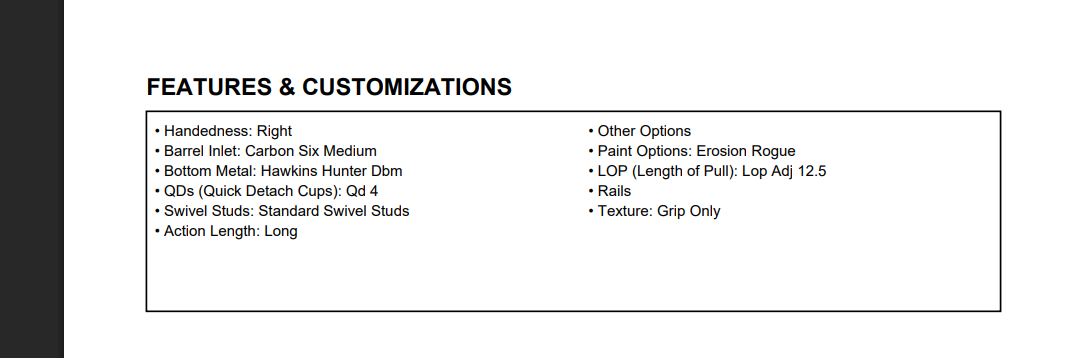 FEATURES & CUSTOMIZATIONS
• Handedness: Right
• Barrel Inlet: Carbon Six Medium
• Bottom Metal: Hawkins Hunter Dbm
• QDs (Quick Detach Cups): Qd 4
• Swivel Studs: Standard Swivel Studs
• Action Length: Long
• Other Options
• Paint Options: Erosion Rogue
• LOP (Length of Pull): Lop Adj 12.5
• Rails
• Texture: Grip Only